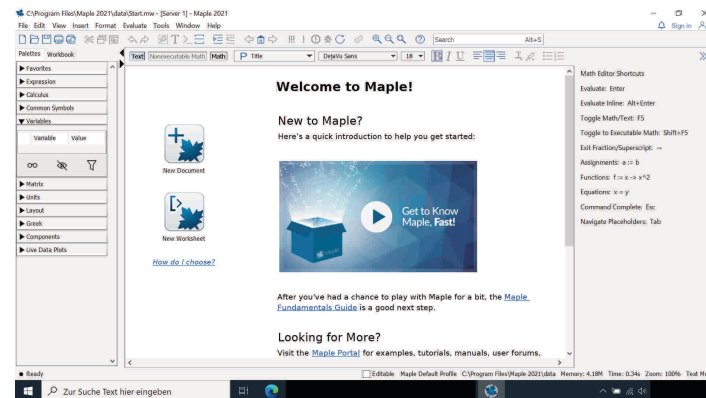 C:\Program Files\Maple 2021\data\Start.mw - [Server 1] - Maple 2021
File Edit View Insert Format Evaluate Tools Window Help
Sign in
Search Alt+S
Palettes Workbook
Text Nonexecutable Math Math P Title DejaVu Sans 18 B I U
Favorites
Expression
Calculus
Common Symbols
Variables
Variable Value
Matrix
Units
Layout
Greek
Components
Live Data Plots
Welcome to Maple!
New Document
New Worksheet
How do I choose?
New to Maple?
Here's a quick introduction to help you get started:
Get to Know
Maple, Fast!
After you've had a chance to play with Maple for a bit, the Maple
Fundamentals Guide is a good next step.
Looking for More?
Visit the Maple Portal for examples, tutorials, manuals, user forums,
Math Editor Shortcuts
Evaluate: Enter
Evaluate Inline: Alt+Enter
Toggle Math/Text: F5
Toggle to Executable Math: Shift+F5
Exit Fraction/Superscript: →
Assignments: a := b
Functions: f := x -> x^2
Equations: x = y
Command Complete: Esc
Navigate Placeholders: Tab
Ready
Editable Maple Default Profile C:\Program Files\Maple 2021\data Memory: 4.18M Time: 0.34s Zoom: 100% Text M
Zur Suche Text hier eingeben